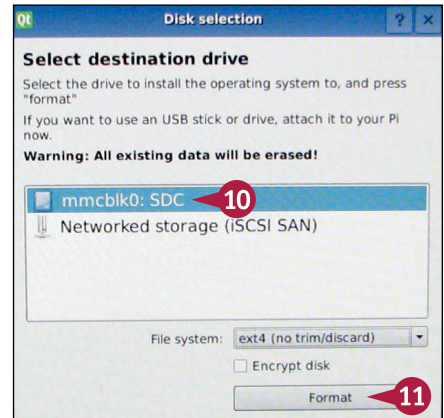 Qt
Disk selection
? ×
Select destination drive
Select the drive to install the operating system to, and press
"format"
If you want to use an USB stick or drive, attach it to your Pi
now.
Warning: All existing data will be erased!
mmcblk0: SDC
10
Networked storage (iSCSI SAN)
File system:
ext4 (no trim/discard)
Encrypt disk
Format
11